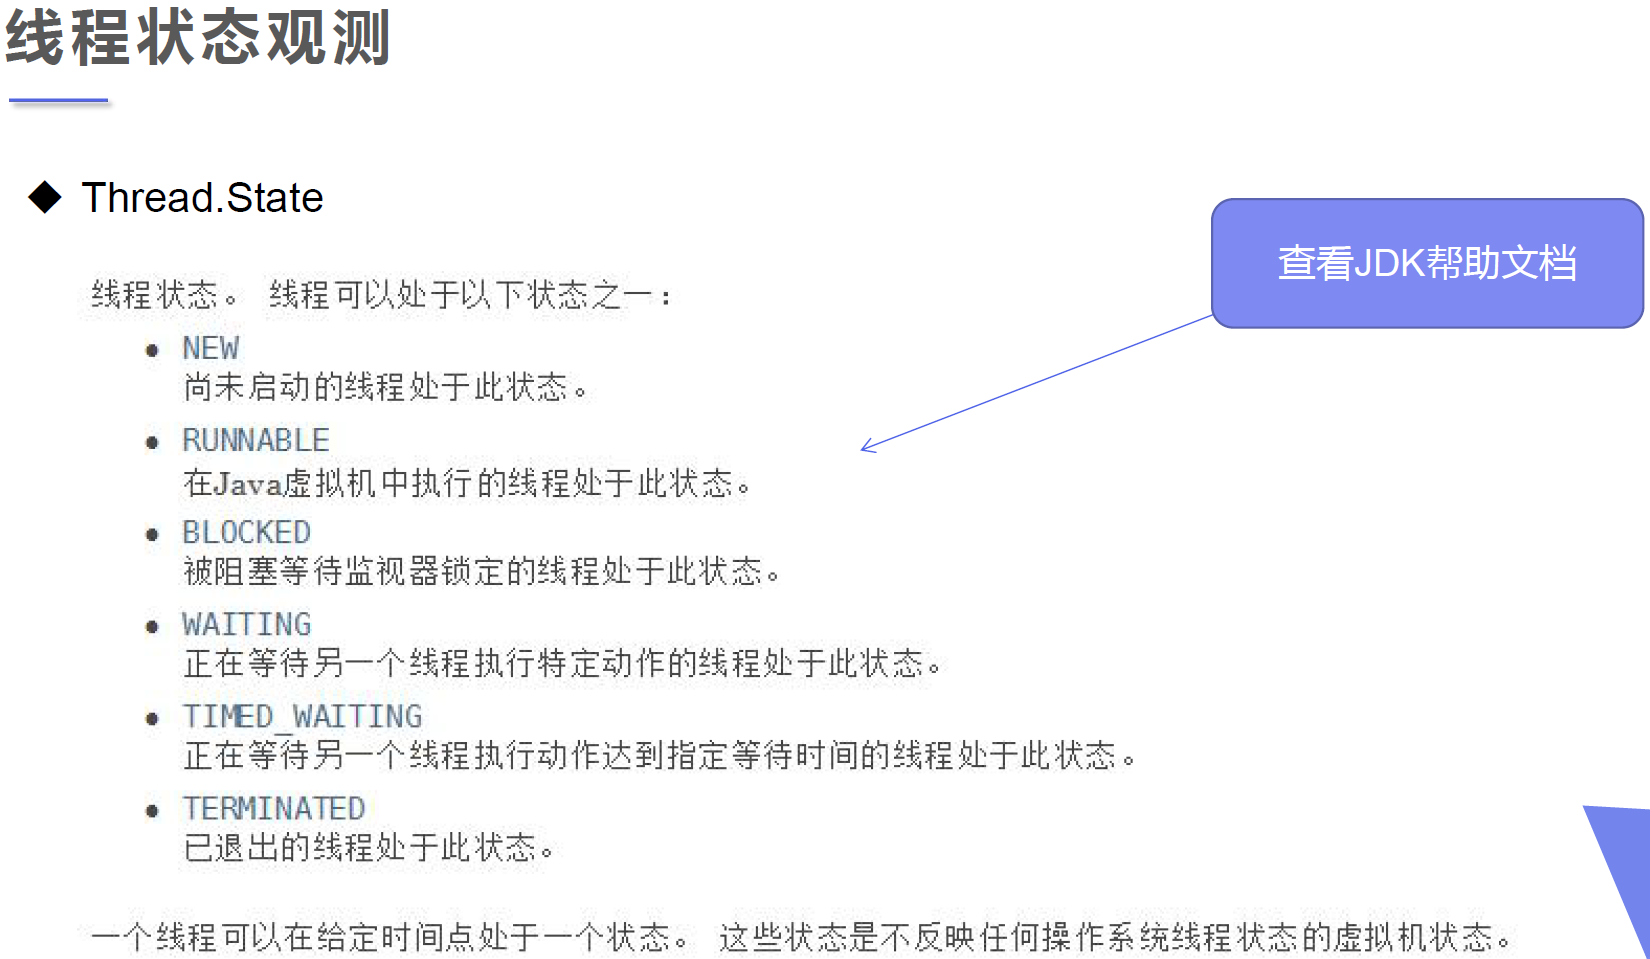 线程状态观测
Thread.State
查看JDK帮助文档
线程状态。 线程可以处于以下状态之一：
NEW
尚未启动的线程处于此状态。
RUNNABLE
在Java虚拟机中执行的线程处于此状态。
BLOCKED
被阻塞等待监视器锁定的线程处于此状态。
WAITING
正在等待另一个线程执行特定动作的线程处于此状态。
TIMED_WAITING
正在等待另一个线程执行动作达到指定等待时间的线程处于此状态。
TERMINATED
已退出的线程处于此状态。
一个线程可以在给定时间点处于一个状态。 这些状态是不反映任何操作系统线程状态的虚拟机状态。